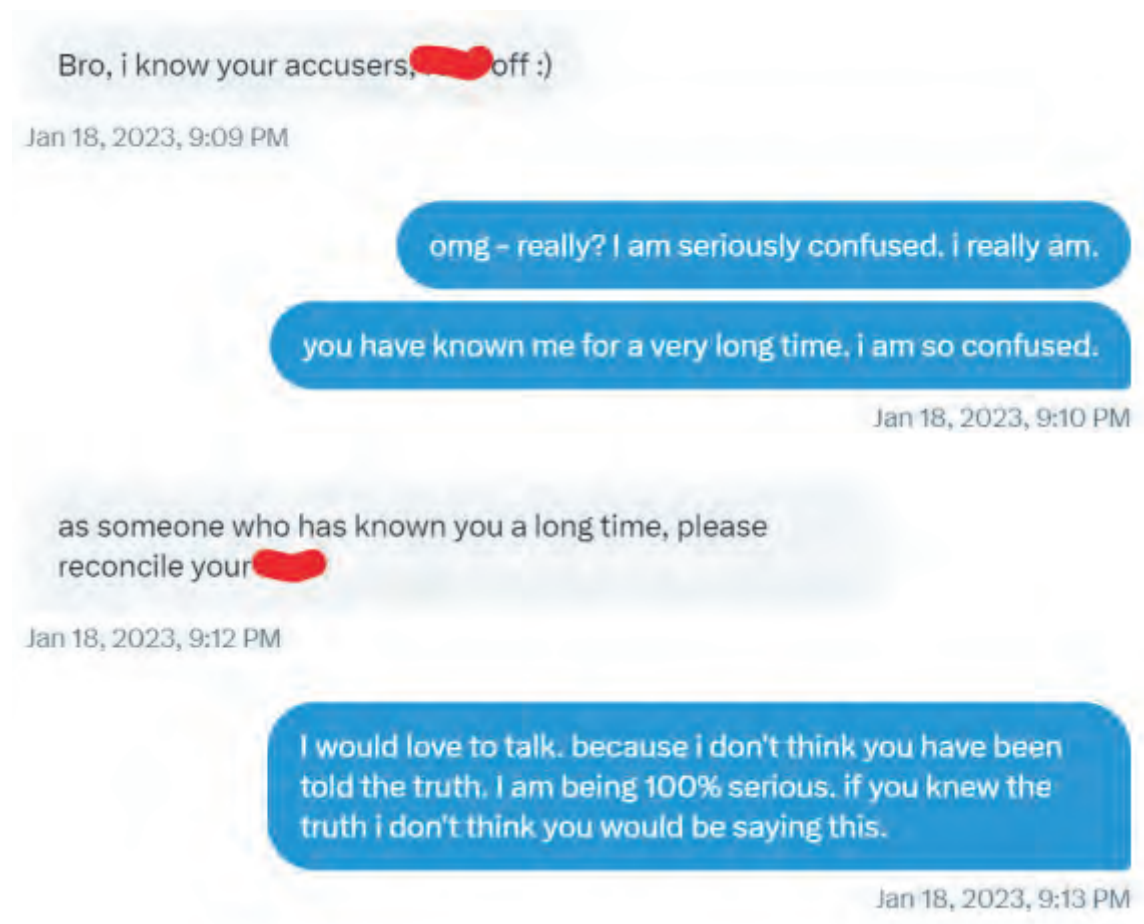 Bro, i know your accusers, off :)
Jan 18, 2023, 9:09 PM
omg - really? I am seriously confused. i really am.
you have known me for a very long time. i am so confused.
Jan 18, 2023, 9:10 PM
as someone who has known you a long time, please
reconcile your
Jan 18, 2023, 9:12 PM
I would love to talk. because i don't think you have been
told the truth. I am being 100% serious. if you knew the
truth i don't think you would be saying this.
Jan 18, 2023, 9:13 PM